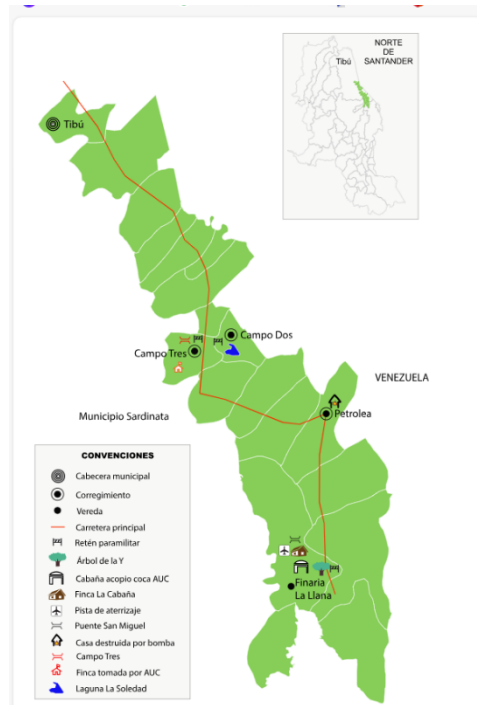 NORTE
DE
SANTANDER
Tibú
Tibú
Campo Dos
Campo Tres
VENEZUELA
Municipio Sardinata
Petrolea
Finaria
La Llana
CONVENCIONES
Cabecera municipal
Corregimiento
Vereda
Carretera principal
Retén paramilitar
Árbol de la Y
Cabaña acopio coca AUC
Finca La Cabaña
Pista de aterrizaje
Puente San Miguel
Casa destruida por bomba
Campo Tres
Finca tomada por AUC
Laguna La Soledad